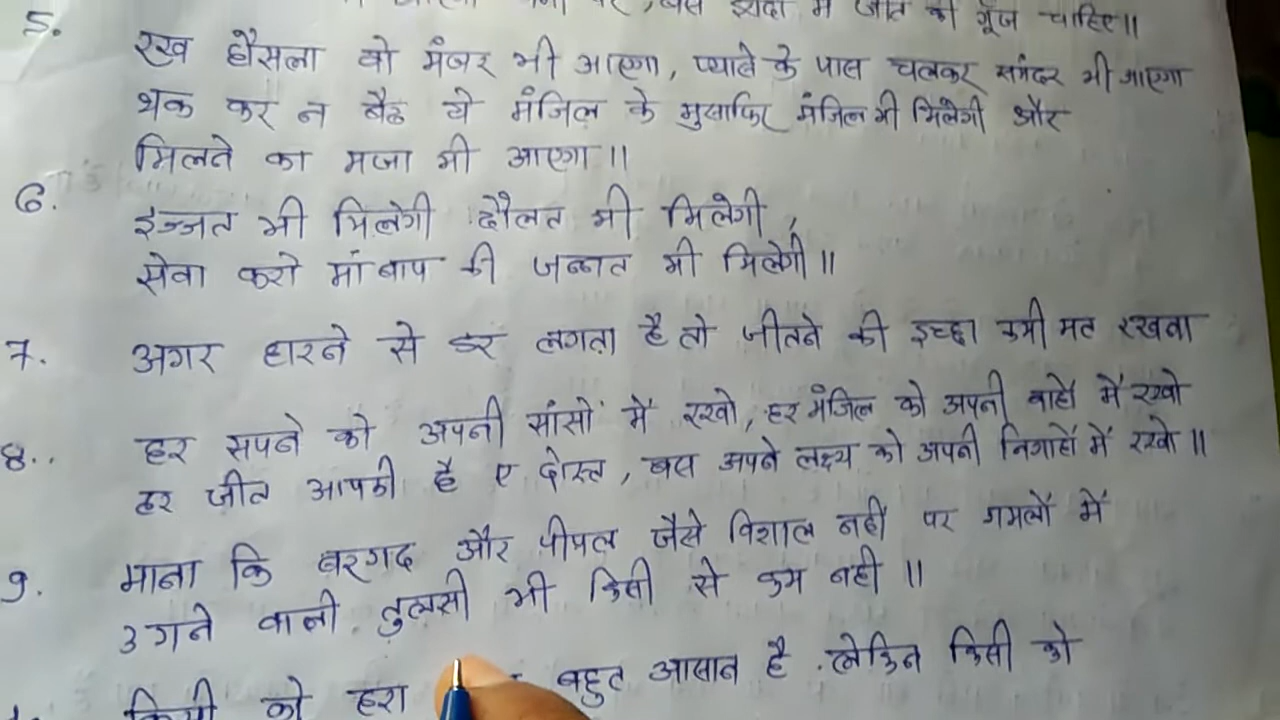 बस इरादों में जीत की गूँज चाहिए॥
5. रख हौसला वो मंजर भी आएगा, प्यासे के पास चलकर समंदर भी आएगा
थक कर न बैठ ये मंजिल के मुसाफिर मंजिल भी मिलेगी और
मिलते का मजा भी आएगा॥
6. इज्जत भी मिलेगी दौलत भी मिलेगी,
सेवा करो मां बाप की जन्नत भी मिलेगी॥
7. अगर हारने से डर लगता है तो जीतने की इच्छा कभी मत रखना
8. हर सपने को अपनी सांसों में रखो, हर मंजिल को अपनी बाहों में रखो
हर जीत आपकी है ए दोस्त, बस अपने लक्ष्य को अपनी निगाहों में रखो॥
9. माना कि बरगद और पीपल जैसे विशाल नहीं पर गमलों में
उगने वाली तुलसी भी किसी से कम नही॥
किसी को हरा बहुत आसान है लेकिन किसी को